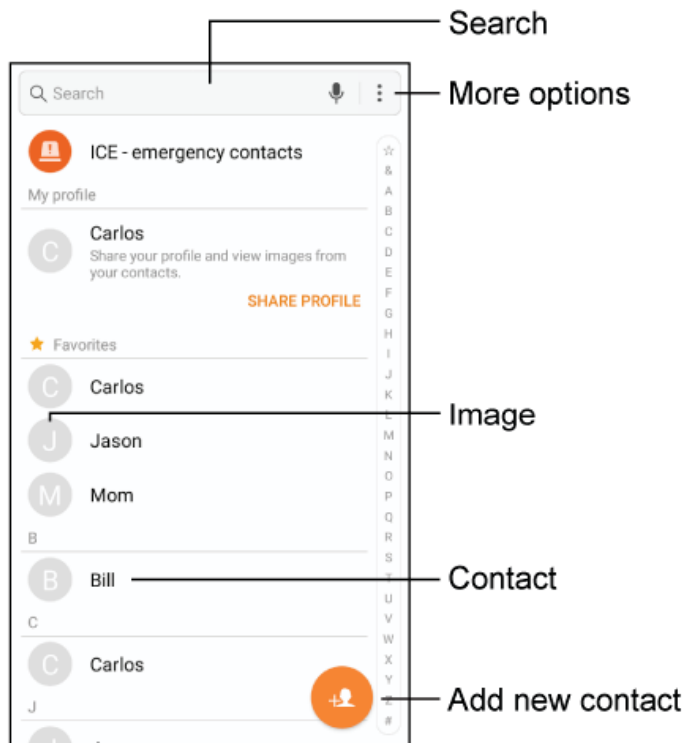 Search
Search
More options
ICE - emergency contacts
My profile
C
Carlos
Share your profile and view images from
your contacts.
SHARE PROFILE
Favorites
C
Carlos
J
Jason
Image
M
Mom
B
B
Bill
Contact
C
C
Carlos
Add new contact
J
&
A
B
C
D
E
F
G
H
I
J
K
L
M
N
O
P
Q
R
S
T
U
V
W
X
Y
Z
#